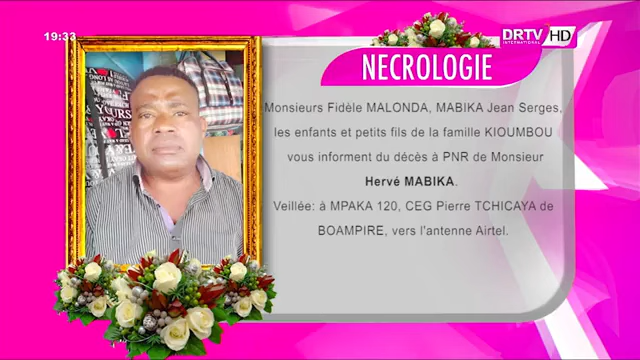 19:33
DRTV HD
INTERNATIONAL
NECROLOGIE
Monsieurs Fidèle MALONDA, MABIKA Jean Serges,
les enfants et petits fils de la famille KIOUMBOU
vous informent du décès à PNR de Monsieur
Hervé MABIKA.
Veillée: à MPAKA 120, CEG Pierre TCHICAYA de
BOAMPIRE, vers l'antenne Airtel.